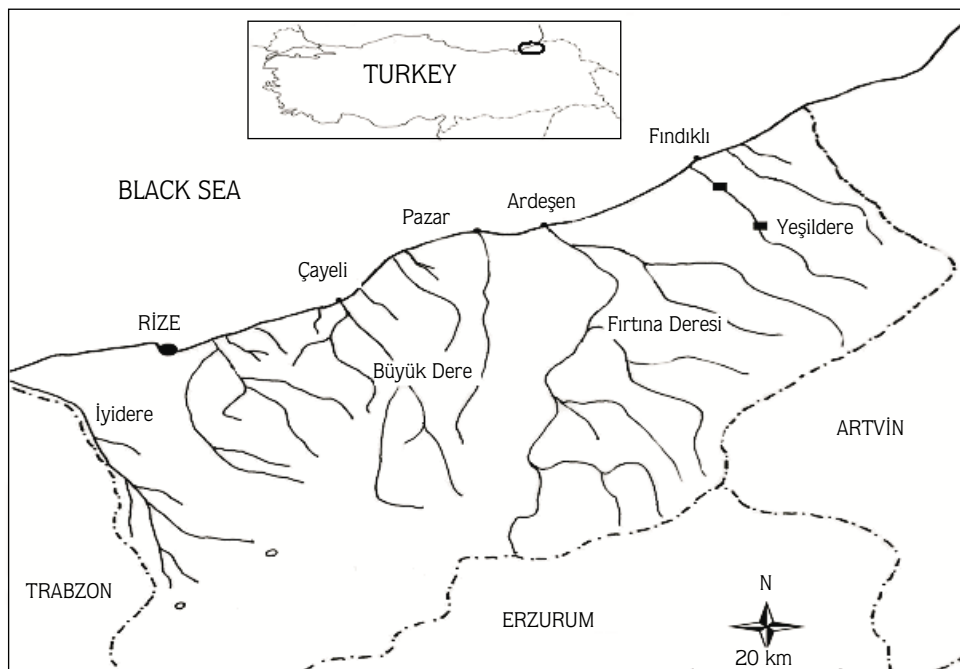 TURKEY
Fındıklı
BLACK SEA
Ardeşen
Pazar
Yeşildere
Çayeli
RİZE
Fırtına Deresi
Büyük Dere
İyidere
ARTVİN
TRABZON
N
ERZURUM
20 km